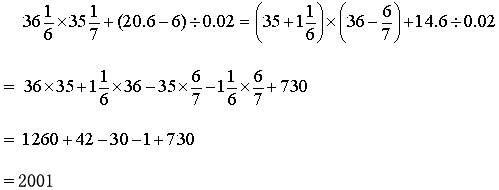 36 1/6 × 35 1/7 + (20.6 − 6) ÷ 0.02 = (35 + 1 1/6) × (36 − 6/7) + 14.6 ÷ 0.02
= 36 × 35 + 1 1/6 × 36 − 35 × 6/7 − 1 1/6 × 6/7 + 730
= 1260 + 42 − 30 − 1 + 730
= 2001